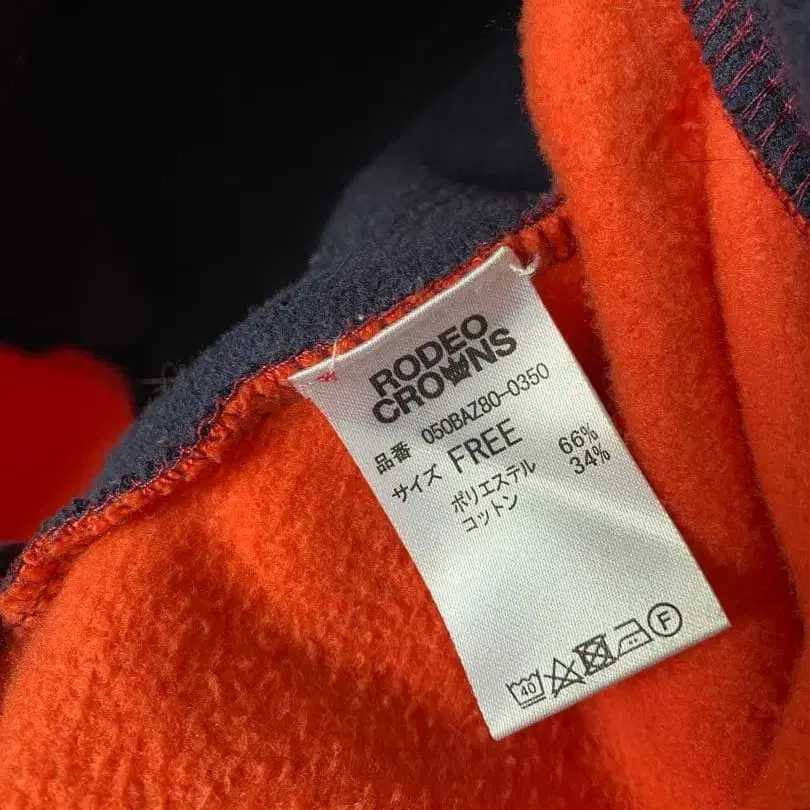 RODEO
CROWNS
品番 050BAZ80-0350
サイズ FREE
ポリエステル 66%
コットン 34%
40 F